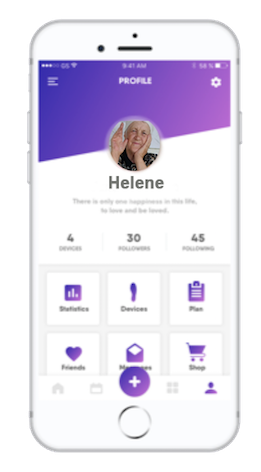 GS 9:41 AM 58 %
PROFILE
Helene
There is only one happiness in this life,
to love and be loved.
4 30 45
DEVICES FOLLOWERS FOLLOWING
Statistics Devices Plan
Friends Messages Shop